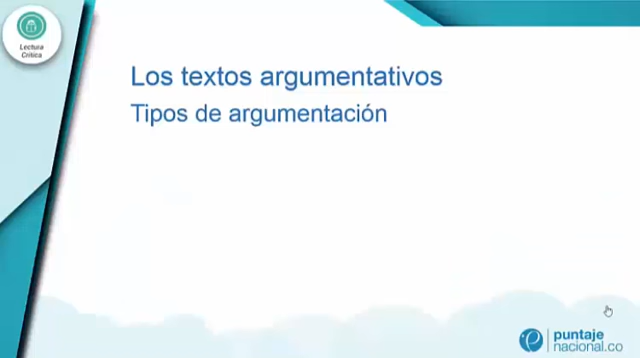 Lectura
Crítica
Los textos argumentativos
Tipos de argumentación
puntaje
nacional.co